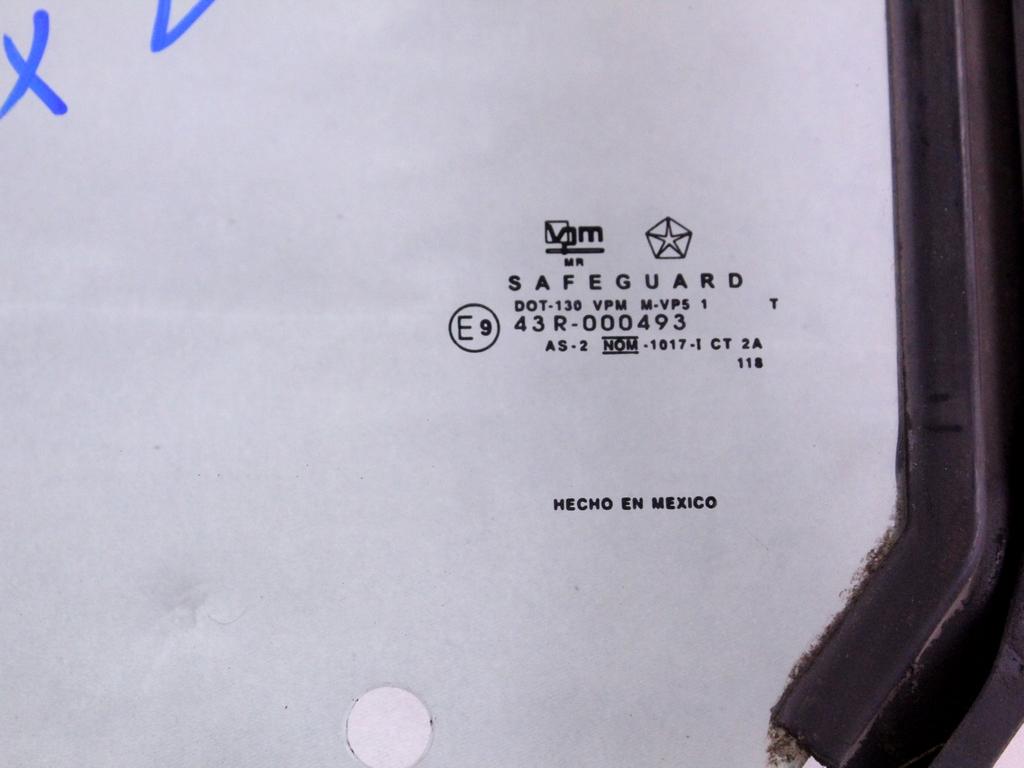 X
vpm
MR
SAFEGUARD
DOT-130 VPM M-VP5 1 T
E9 43R-000493
AS-2 NOM-1017-I CT 2A
118
HECHO EN MEXICO